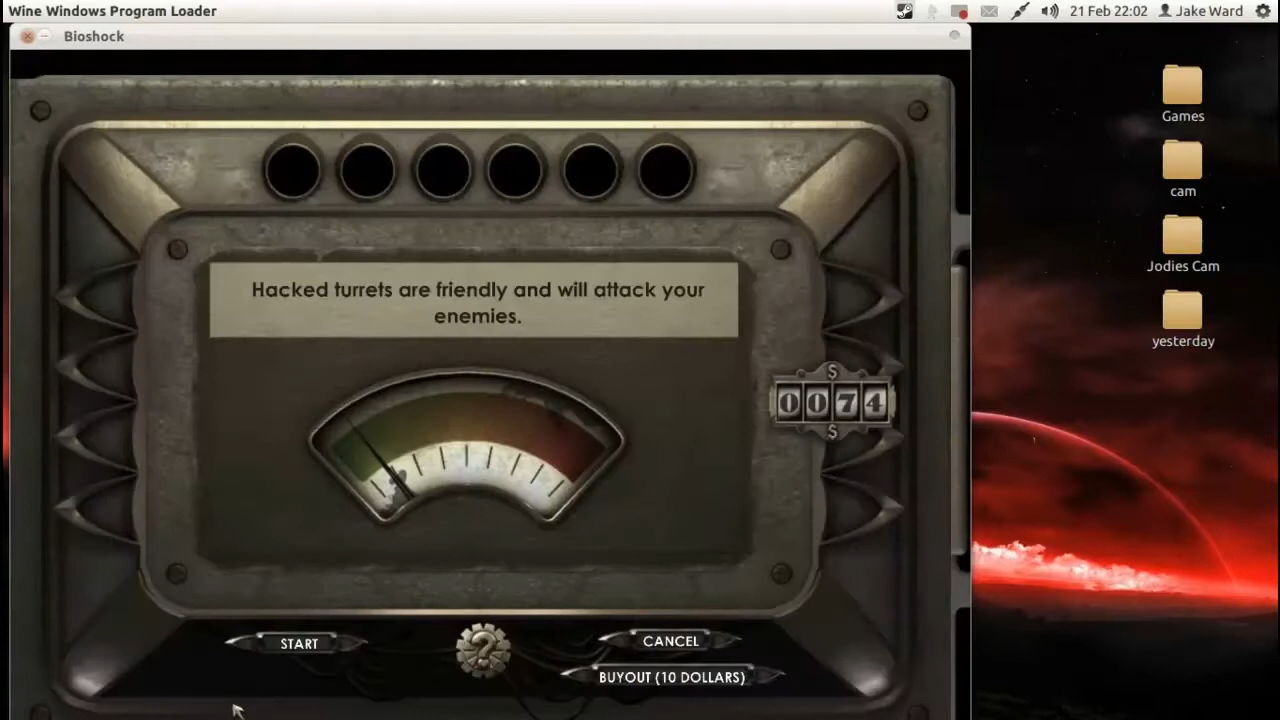 Wine Windows Program Loader
21 Feb 22:02 Jake Ward
Bioshock
Games
cam
Jodies Cam
yesterday
Hacked turrets are friendly and will attack your
enemies.
$
0074
$
START
?
CANCEL
BUYOUT (10 DOLLARS)